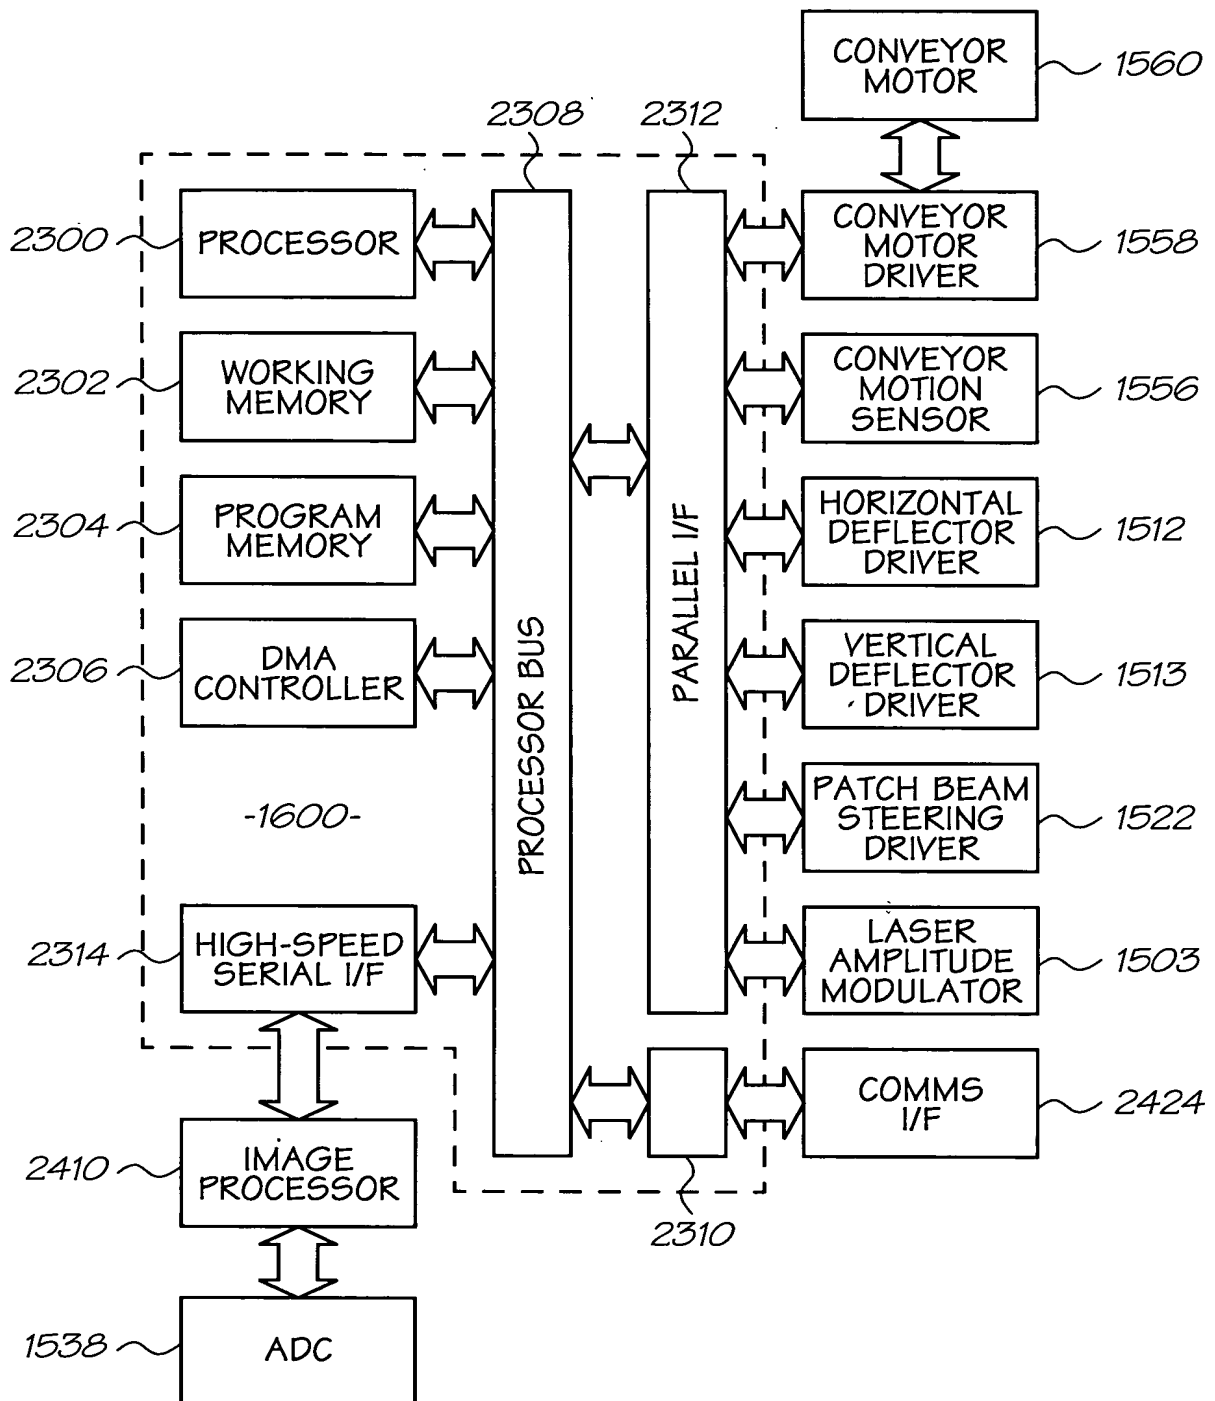 CONVEYOR
MOTOR
1560
2308
2312
2300
PROCESSOR
CONVEYOR
MOTOR
DRIVER
1558
2302
WORKING
MEMORY
CONVEYOR
MOTION
SENSOR
1556
2304
PROGRAM
MEMORY
HORIZONTAL
DEFLECTOR
DRIVER
1512
2306
DMA
CONTROLLER
PROCESSOR BUS
PARALLEL I/F
VERTICAL
DEFLECTOR
DRIVER
1513
-1600-
PATCH BEAM
STEERING
DRIVER
1522
2314
HIGH-SPEED
SERIAL I/F
LASER
AMPLITUDE
MODULATOR
1503
COMMS
I/F
2424
2410
IMAGE
PROCESSOR
2310
1538
ADC